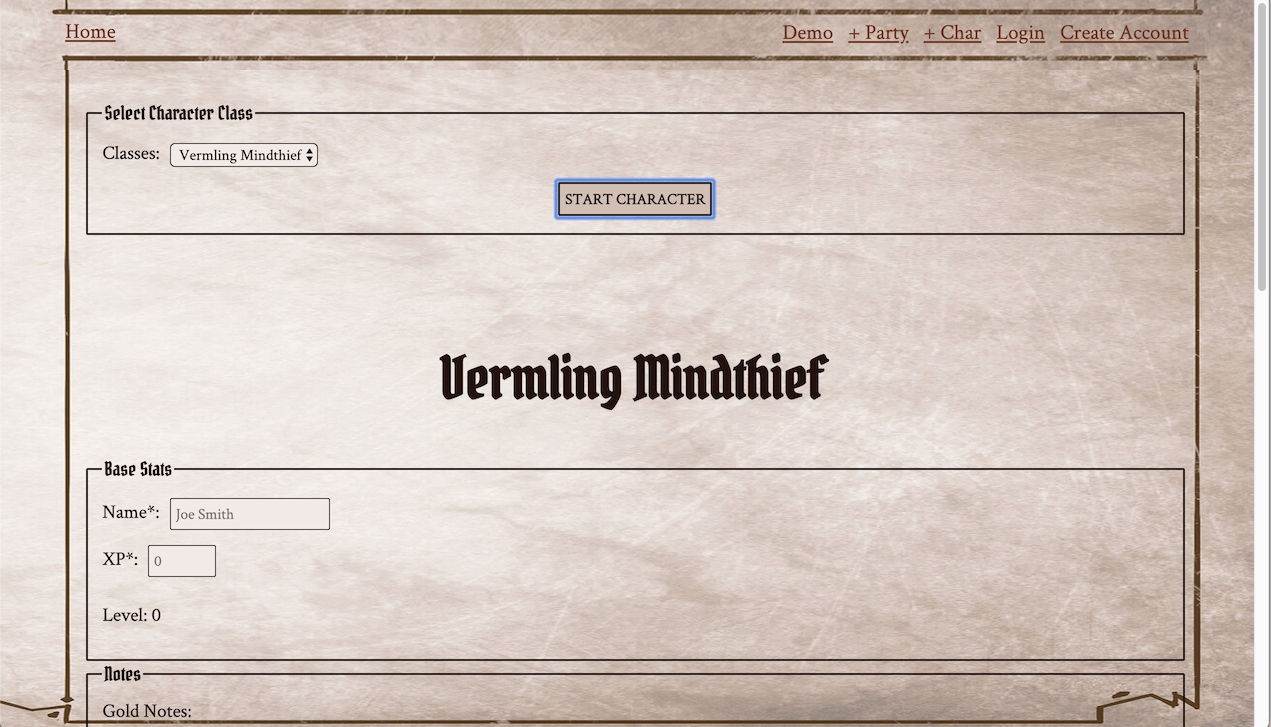 Home Demo + Party + Char Login Create Account
Select Character Class
Classes: Vermling Mindthief
START CHARACTER
Vermling Mindthief
Base Stats
Name*: Joe Smith
XP*: 0
Level: 0
Notes
Gold Notes: